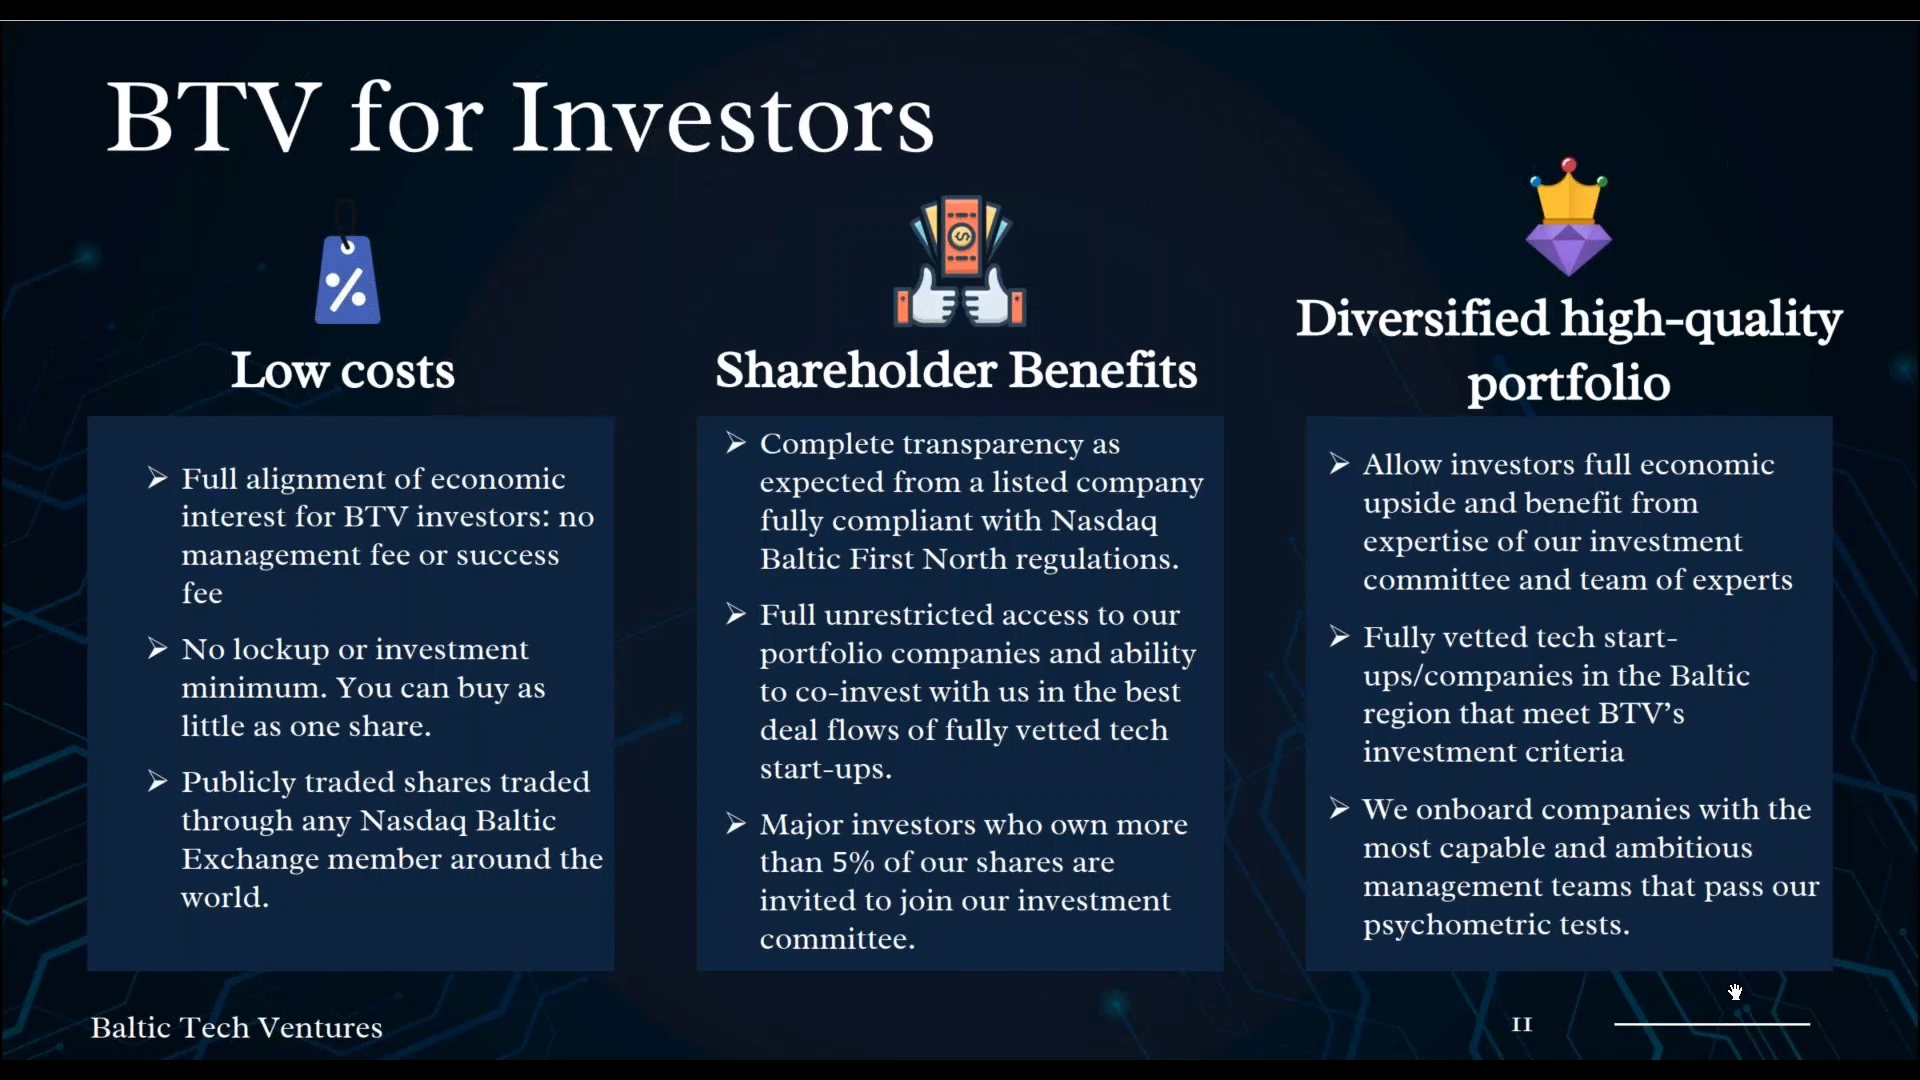 BTV for Investors
Low costs
➢ Full alignment of economic
interest for BTV investors: no
management fee or success
fee
➢ No lockup or investment
minimum. You can buy as
little as one share.
➢ Publicly traded shares traded
through any Nasdaq Baltic
Exchange member around the
world.
Shareholder Benefits
➢ Complete transparency as
expected from a listed company
fully compliant with Nasdaq
Baltic First North regulations.
➢ Full unrestricted access to our
portfolio companies and ability
to co-invest with us in the best
deal flows of fully vetted tech
start-ups.
➢ Major investors who own more
than 5% of our shares are
invited to join our investment
committee.
Diversified high-quality
portfolio
➢ Allow investors full economic
upside and benefit from
expertise of our investment
committee and team of experts
➢ Fully vetted tech start-
ups/companies in the Baltic
region that meet BTV’s
investment criteria
➢ We onboard companies with the
most capable and ambitious
management teams that pass our
psychometric tests.
Baltic Tech Ventures
11